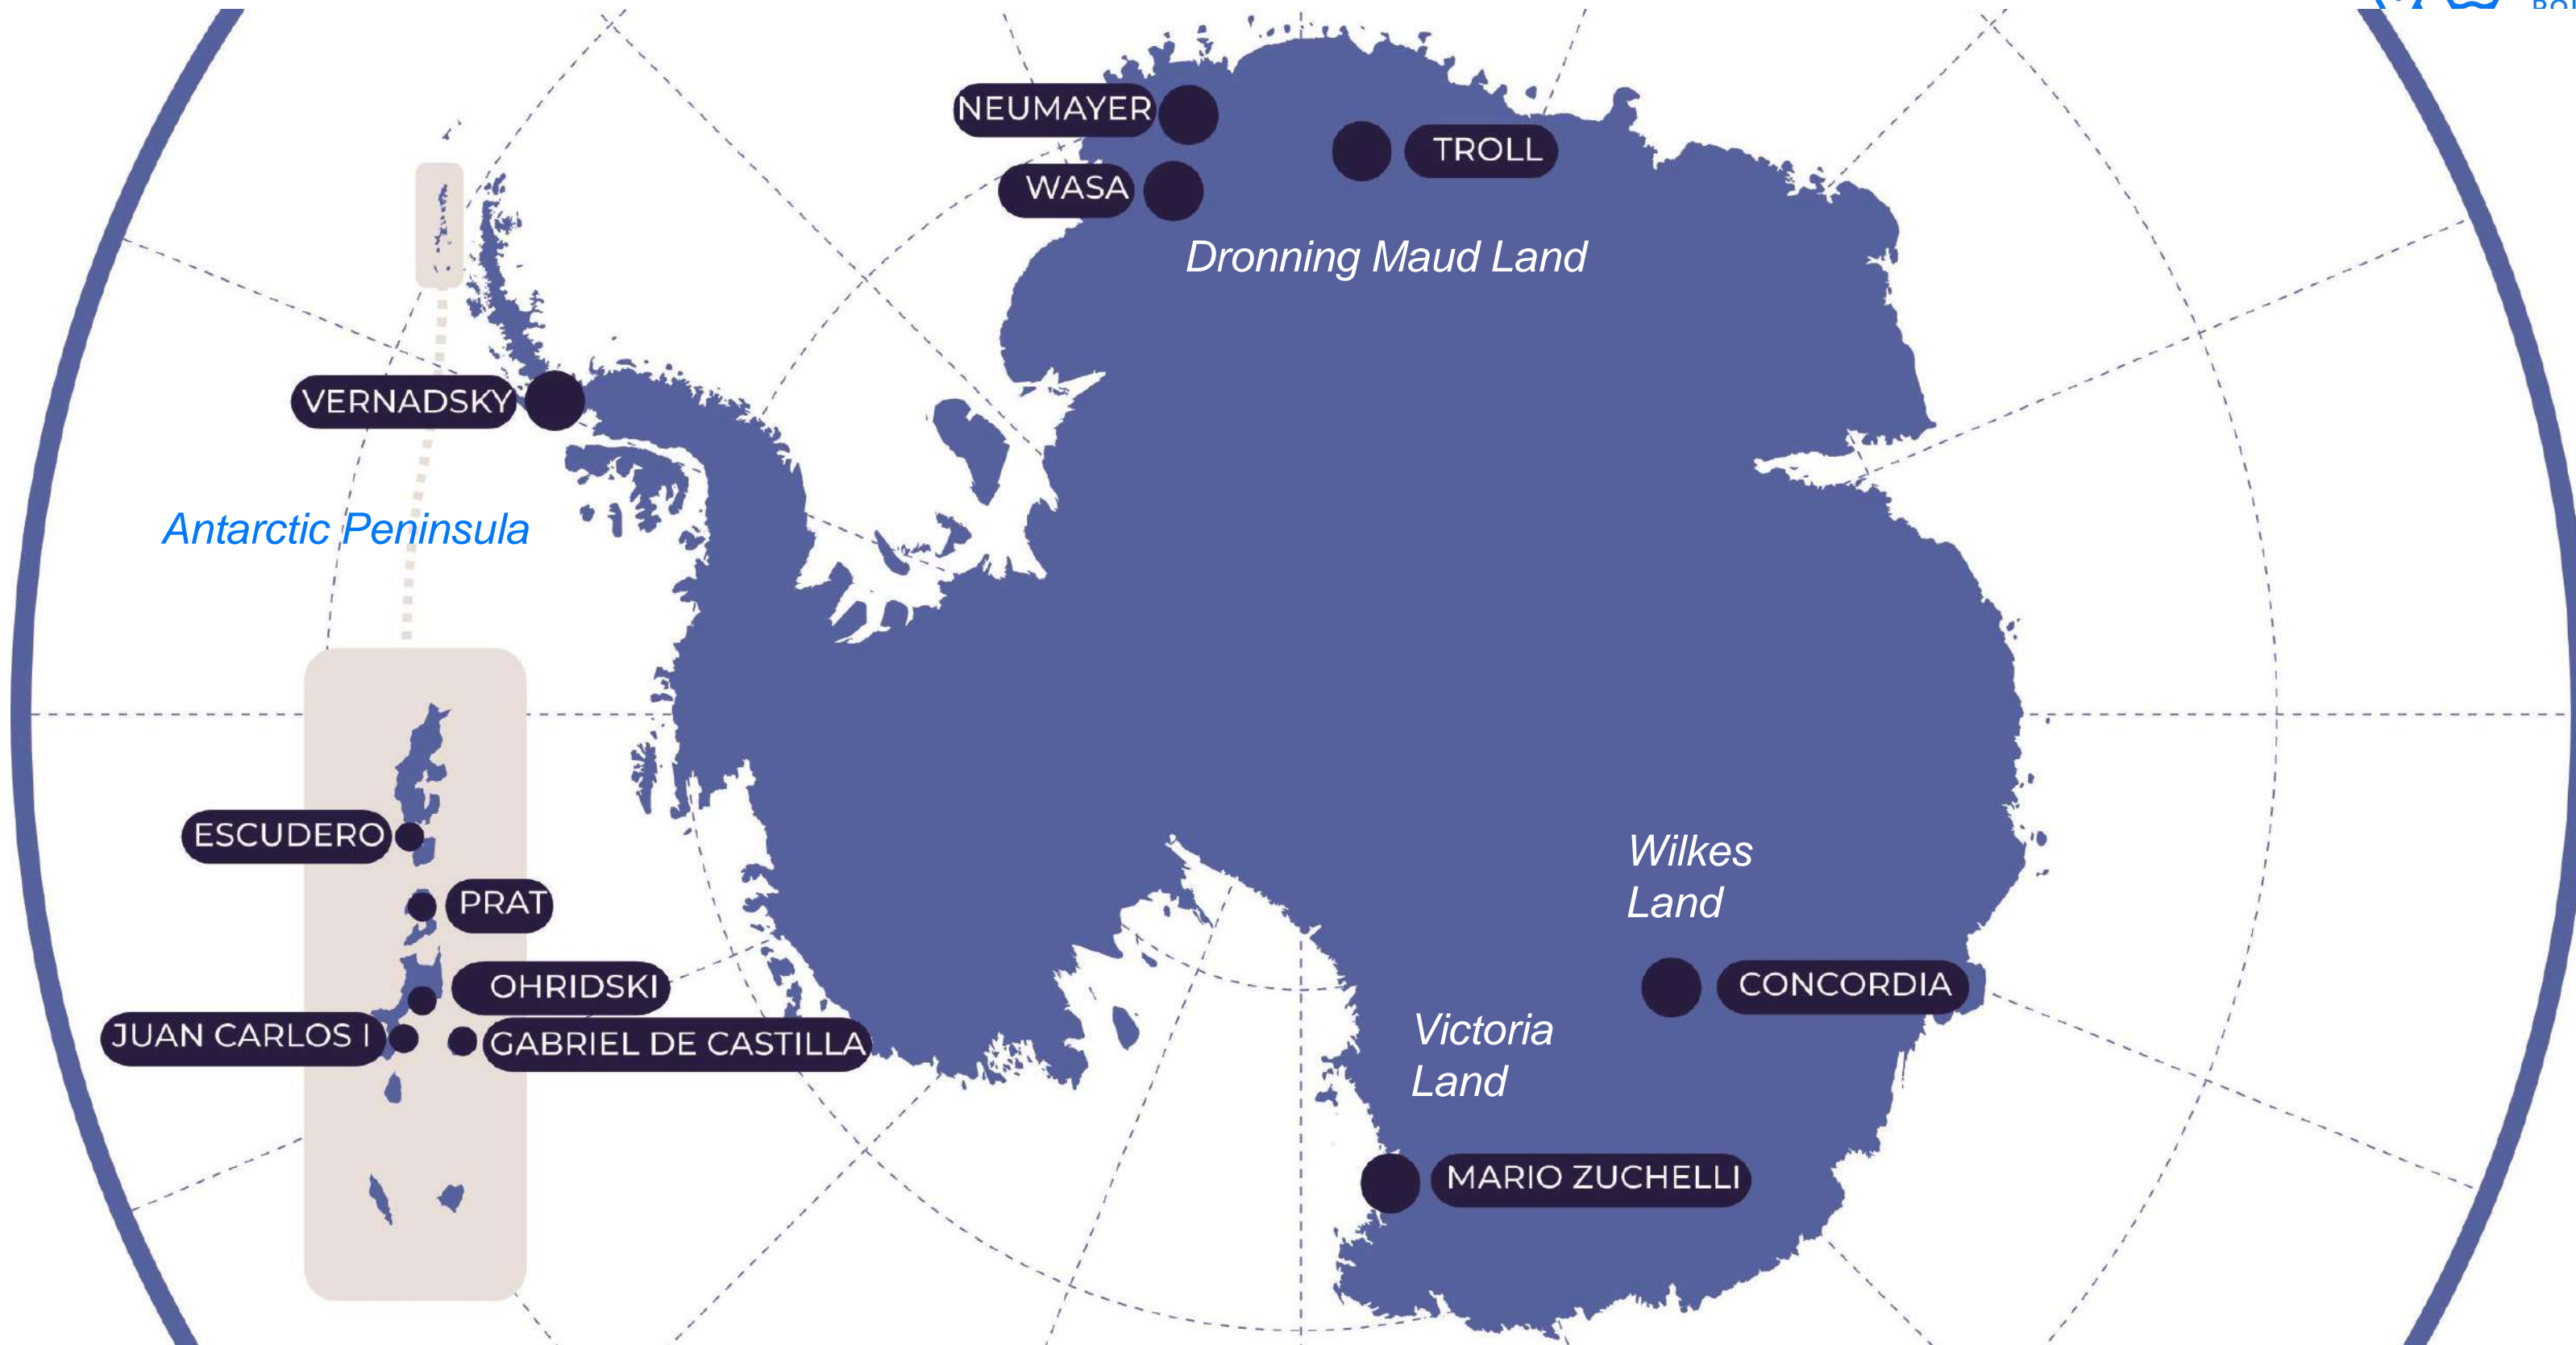 NEUMAYER
TROLL
WASA
Dronning Maud Land
VERNADSKY
Antarctic Peninsula
ESCUDERO
Wilkes
Land
PRAT
OHRIDSKI
CONCORDIA
JUAN CARLOS I
GABRIEL DE CASTILLA
Victoria
Land
MARIO ZUCHELLI